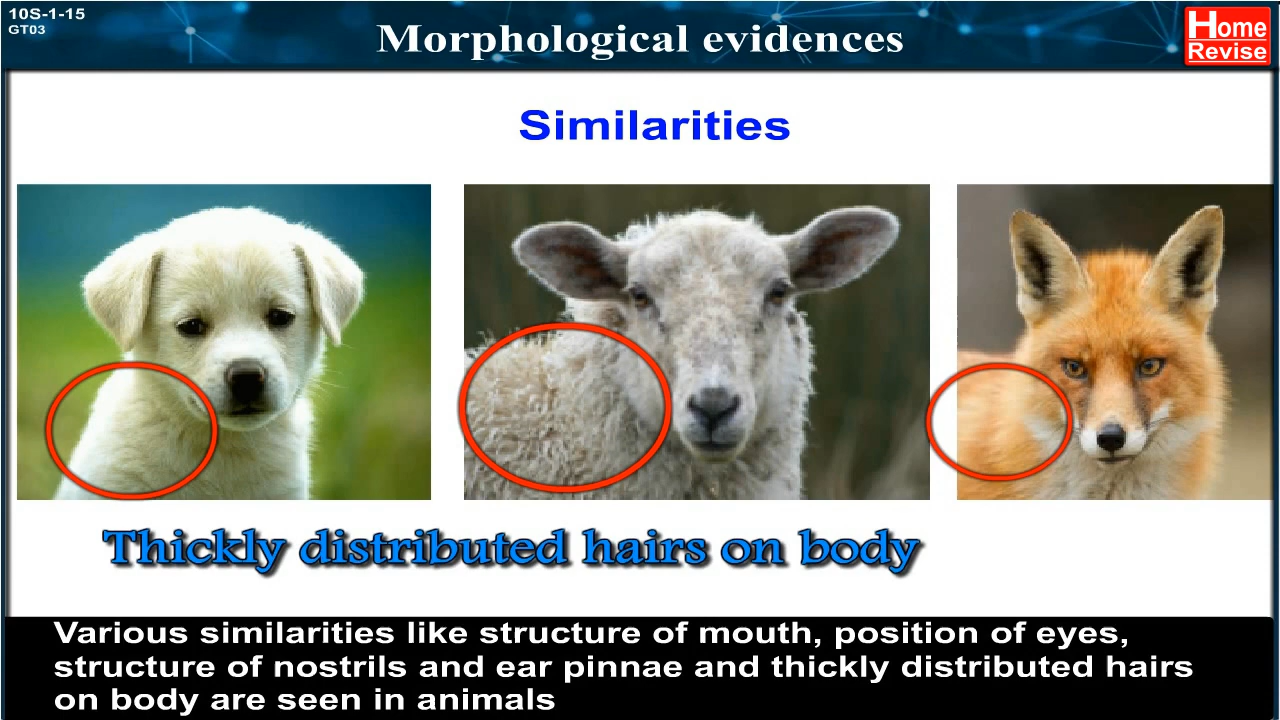 10S-1-15
GT03
Morphological evidences
Home
Revise
Similarities
Thickly distributed hairs on body
Various similarities like structure of mouth, position of eyes,
structure of nostrils and ear pinnae and thickly distributed hairs
on body are seen in animals